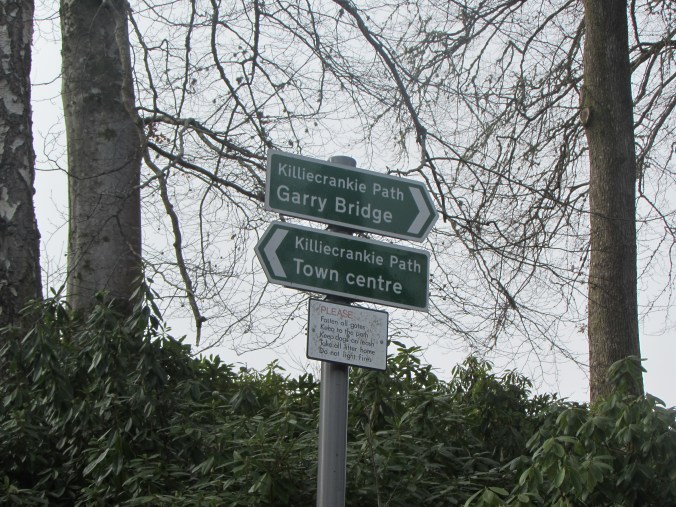 Killiecrankie Path
Garry Bridge
Killiecrankie Path
Town centre
PLEASE
Fasten all gates
Keep to the path
Keep dogs on leash
Take all litter home
Do not light fires